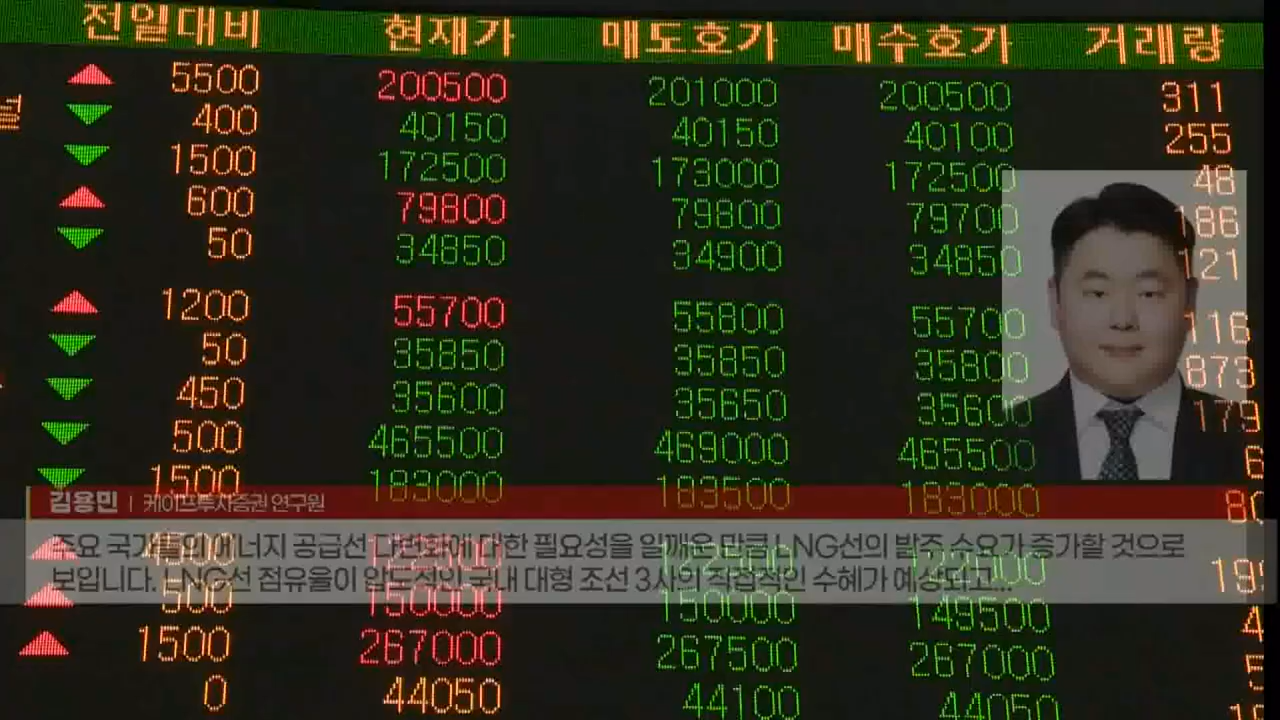 전일대비 현재가 매도호가 매수호가 거래량
5500 200500 201000 200500 311
널 400 40150 40150 40100 255
1500 172500 173000 172500 48
600 79800 79800 79700 186
50 34850 34900 34850 121
1200 55700 55800 55700 116
50 35850 35850 35800 873
450 35600 35650 35600 179
500 465500 469000 465500 6
1500 183000 183500 183000 80
김용민 | 케이프투자증권 연구원
주요 국가들의 에너지 공급선 다변화에 대한 필요성을 일깨운 만큼 LNG선의 발주 수요가 증가할 것으로
보입니다. LNG선 점유율이 압도적인 국내 대형 조선 3사의 직접적인 수혜가 예상되고...
500 150000 150000 149500 4
1500 267000 267500 267000 5
0 44050 44100 44050